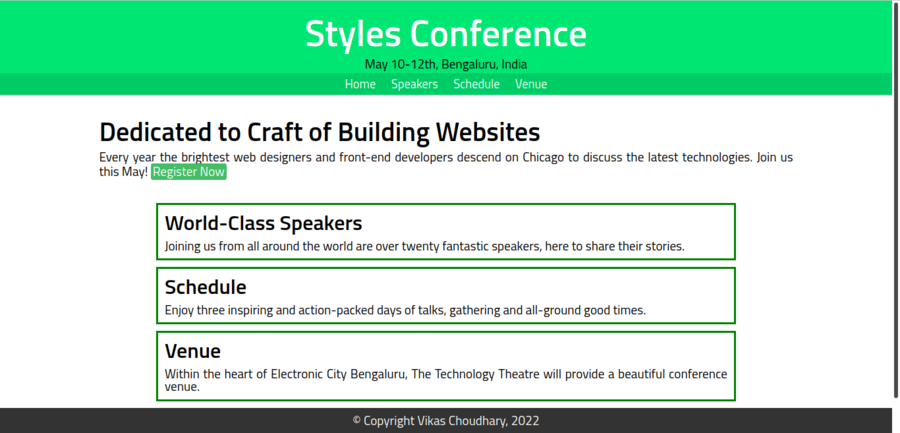 Styles Conference
May 10-12th, Bengaluru, India
Home Speakers Schedule Venue
Dedicated to Craft of Building Websites
Every year the brightest web designers and front-end developers descend on Chicago to discuss the latest technologies. Join us
this May! Register Now
World-Class Speakers
Joining us from all around the world are over twenty fantastic speakers, here to share their stories.
Schedule
Enjoy three inspiring and action-packed days of talks, gathering and all-ground good times.
Venue
Within the heart of Electronic City Bengaluru, The Technology Theatre will provide a beautiful conference
venue.
© Copyright Vikas Choudhary, 2022